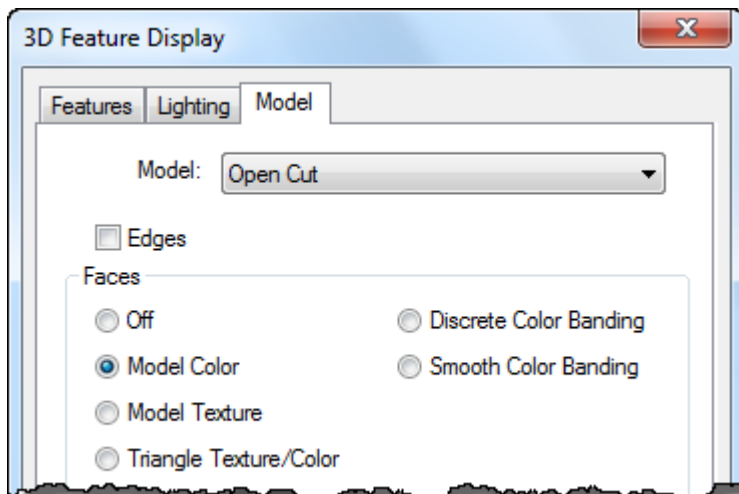 3D Feature Display
Features Lighting Model
Model: Open Cut
Edges
Faces
Off Discrete Color Banding
Model Color Smooth Color Banding
Model Texture
Triangle Texture/Color